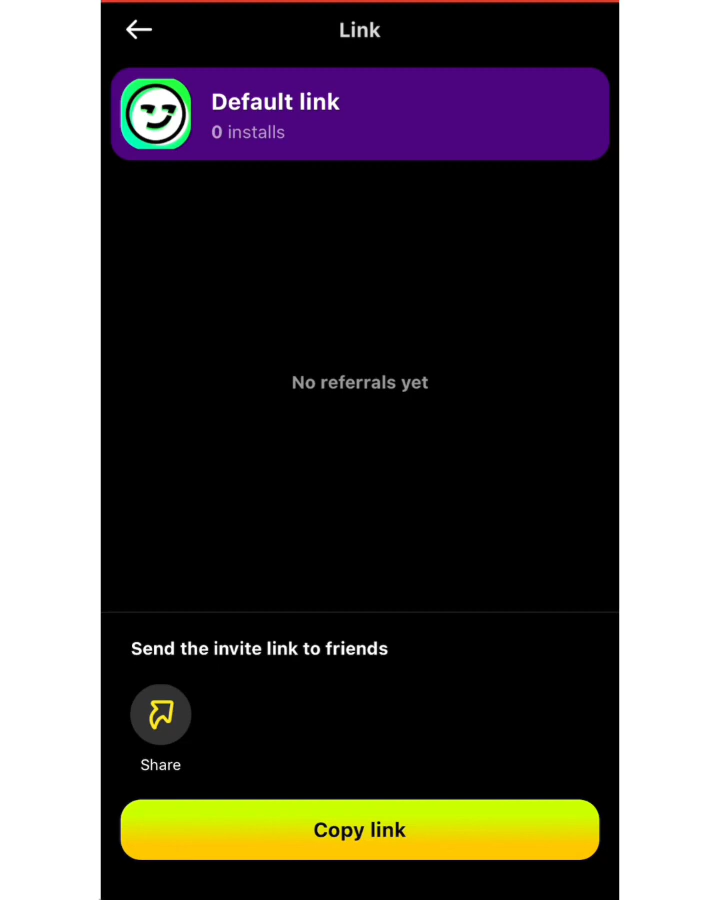 Link
Default link
0 installs
No referrals yet
Send the invite link to friends
Share
Copy link